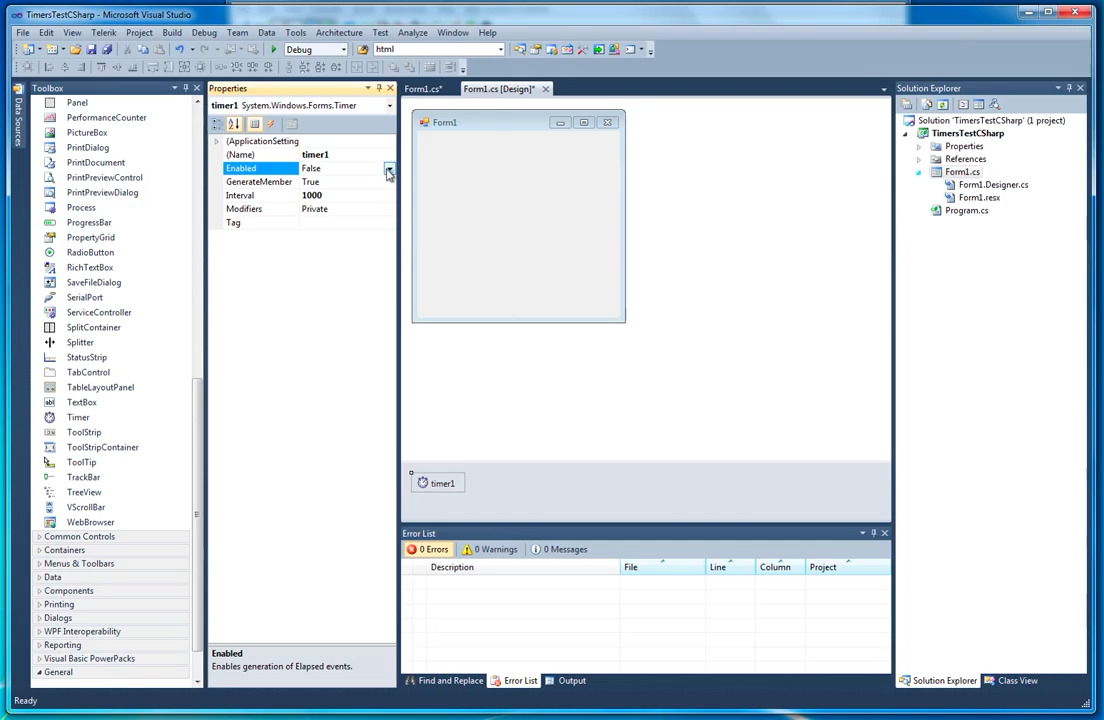 TimersTestCSharp - Microsoft Visual Studio
File Edit View Telerik Project Build Debug Team Data Tools Architecture Test Analyze Window Help
Debug html
Data Sources
Toolbox
Panel
PerformanceCounter
PictureBox
PrintDialog
PrintDocument
PrintPreviewControl
PrintPreviewDialog
Process
ProgressBar
PropertyGrid
RadioButton
RichTextBox
SaveFileDialog
SerialPort
ServiceController
SplitContainer
Splitter
StatusStrip
TabControl
TableLayoutPanel
TextBox
Timer
ToolStrip
ToolStripContainer
ToolTip
TrackBar
TreeView
VScrollBar
WebBrowser
Common Controls
Containers
Menus & Toolbars
Data
Components
Printing
Dialogs
WPF Interoperability
Reporting
Visual Basic PowerPacks
General
Properties
timer1 System.Windows.Forms.Timer
(ApplicationSetting
(Name) timer1
Enabled False
GenerateMember True
Interval 1000
Modifiers Private
Tag
Enabled
Enables generation of Elapsed events.
Form1.cs* Form1.cs [Design]*
Form1
timer1
Error List
0 Errors 0 Warnings 0 Messages
Description File Line Column Project
Find and Replace Error List Output
Solution Explorer
Solution 'TimersTestCSharp' (1 project)
TimersTestCSharp
Properties
References
Form1.cs
Form1.Designer.cs
Form1.resx
Program.cs
Solution Explorer Class View
Ready